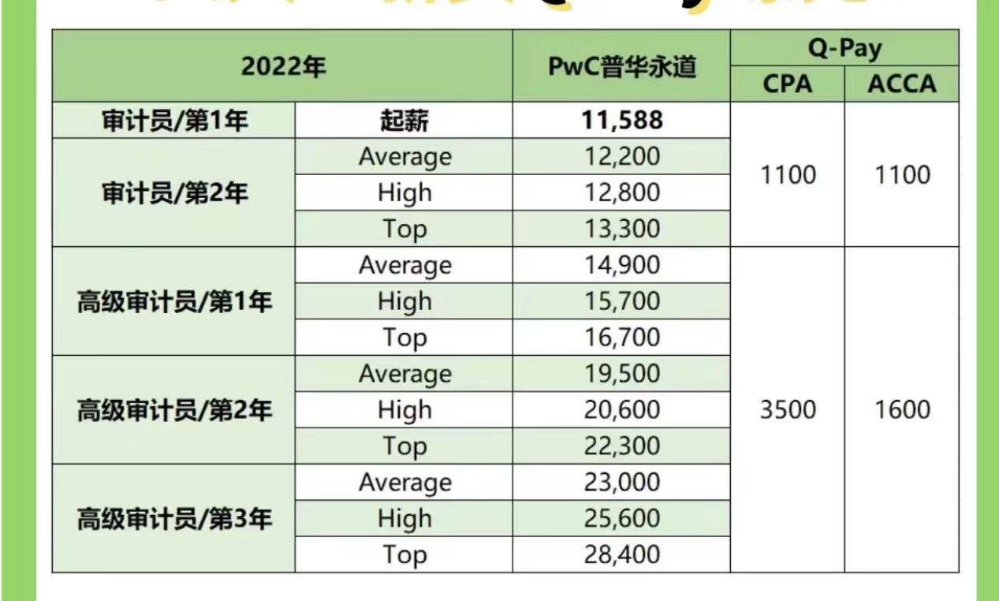 2022年 PwC普华永道 Q-Pay
CPA ACCA
审计员/第1年 起薪 11,588
审计员/第2年 Average 12,200 1100 1100
High 12,800
Top 13,300
高级审计员/第1年 Average 14,900
High 15,700
Top 16,700
高级审计员/第2年 Average 19,500
High 20,600 3500 1600
Top 22,300
高级审计员/第3年 Average 23,000
High 25,600
Top 28,400